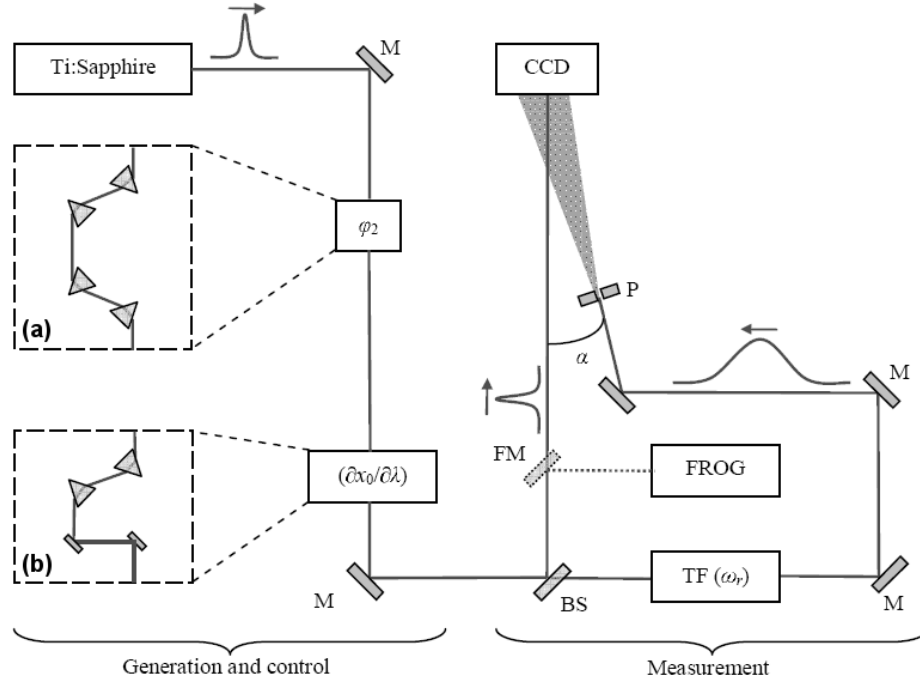 Ti:Sapphire
M
CCD
φ2
(a)
P
α
M
(∂x0/∂λ)
FM
FROG
(b)
M
BS
TF (ωr)
M
Generation and control
Measurement